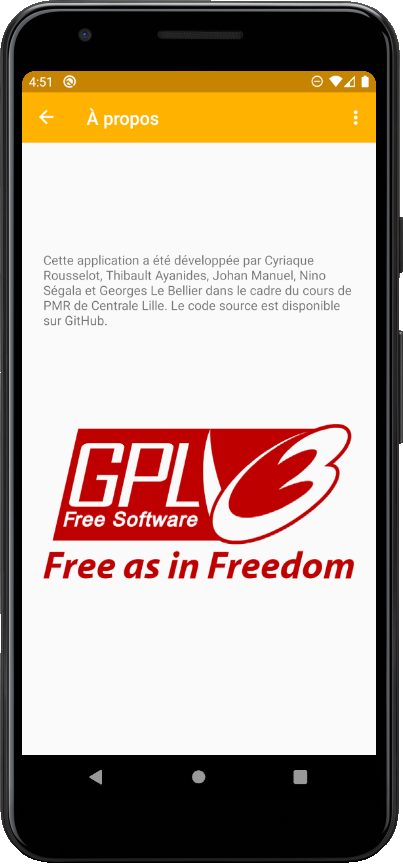 4:51
À propos
Cette application a été développée par Cyriaque
Rousselot, Thibault Ayanides, Johan Manuel, Nino
Ségala et Georges Le Bellier dans le cadre du cours de
PMR de Centrale Lille. Le code source est disponible
sur GitHub.
GPLv3
Free Software
Free as in Freedom